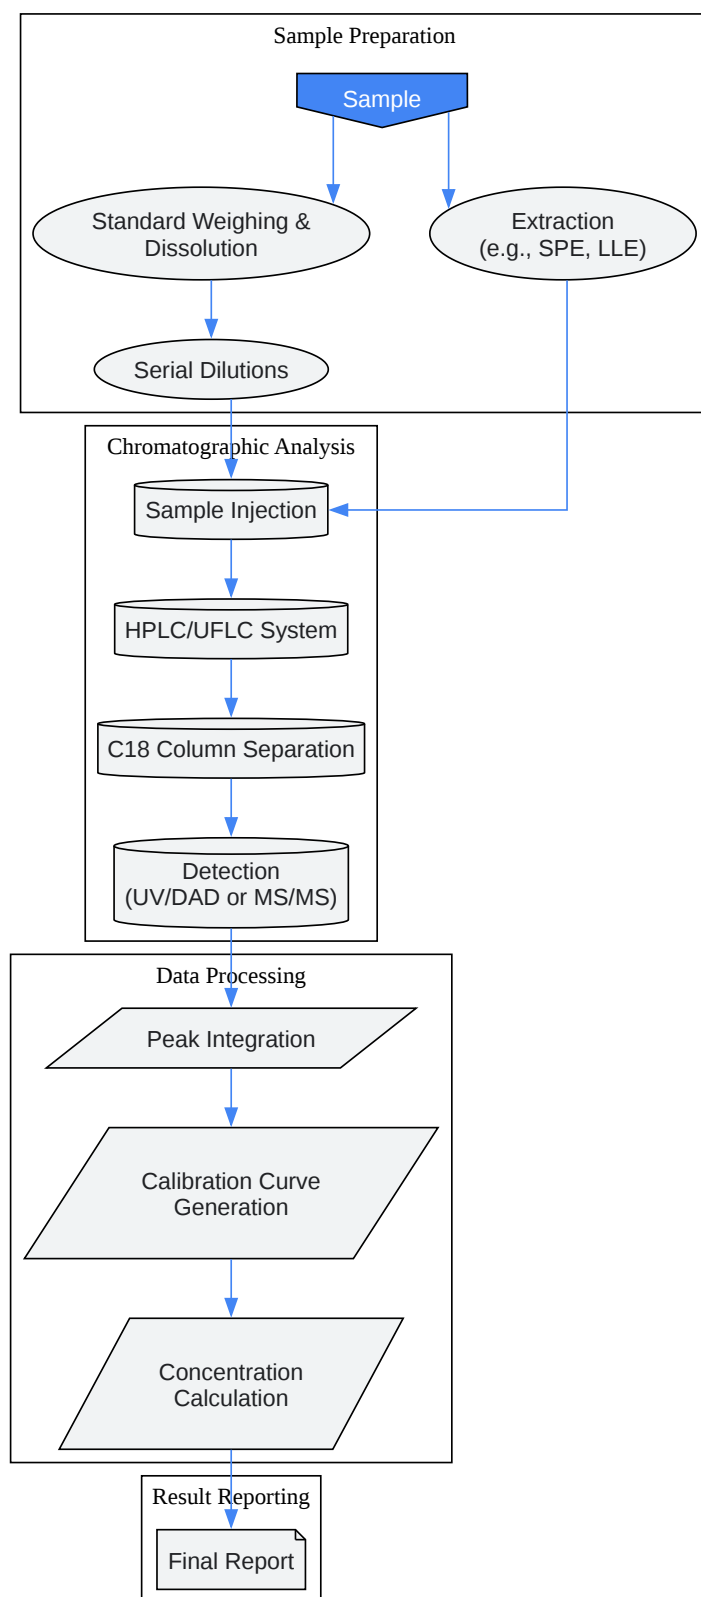 Sample Preparation
Sample
Standard Weighing &
Dissolution
Extraction
(e.g., SPE, LLE)
Serial Dilutions
Chromatographic Analysis
Sample Injection
HPLC/UFLC System
C18 Column Separation
Detection
(UV/DAD or MS/MS)
Data Processing
Peak Integration
Calibration Curve
Generation
Concentration
Calculation
Result Reporting
Final Report